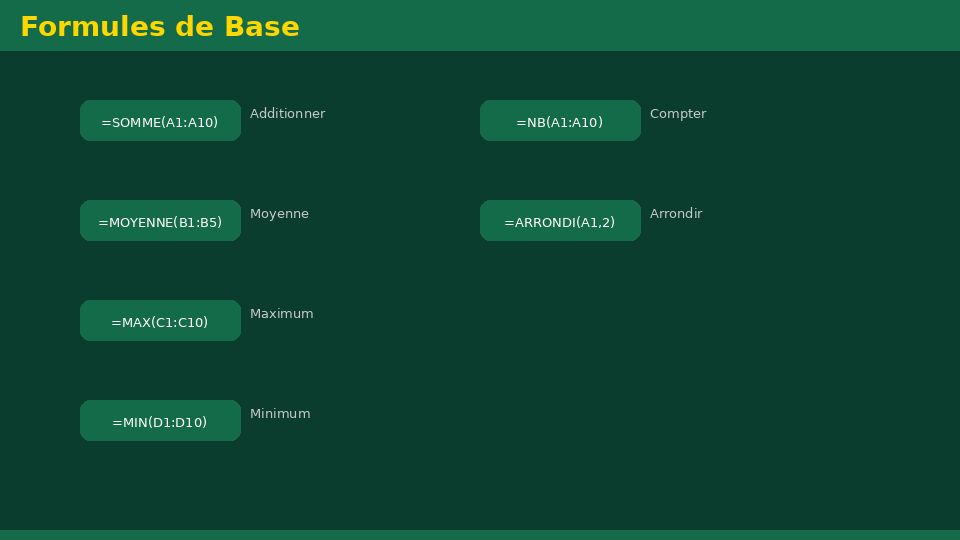 Formules de Base
=SOMME(A1:A10) Additionner
=MOYENNE(B1:B5) Moyenne
=MAX(C1:C10) Maximum
=MIN(D1:D10) Minimum
=NB(A1:A10) Compter
=ARRONDI(A1,2) Arrondir